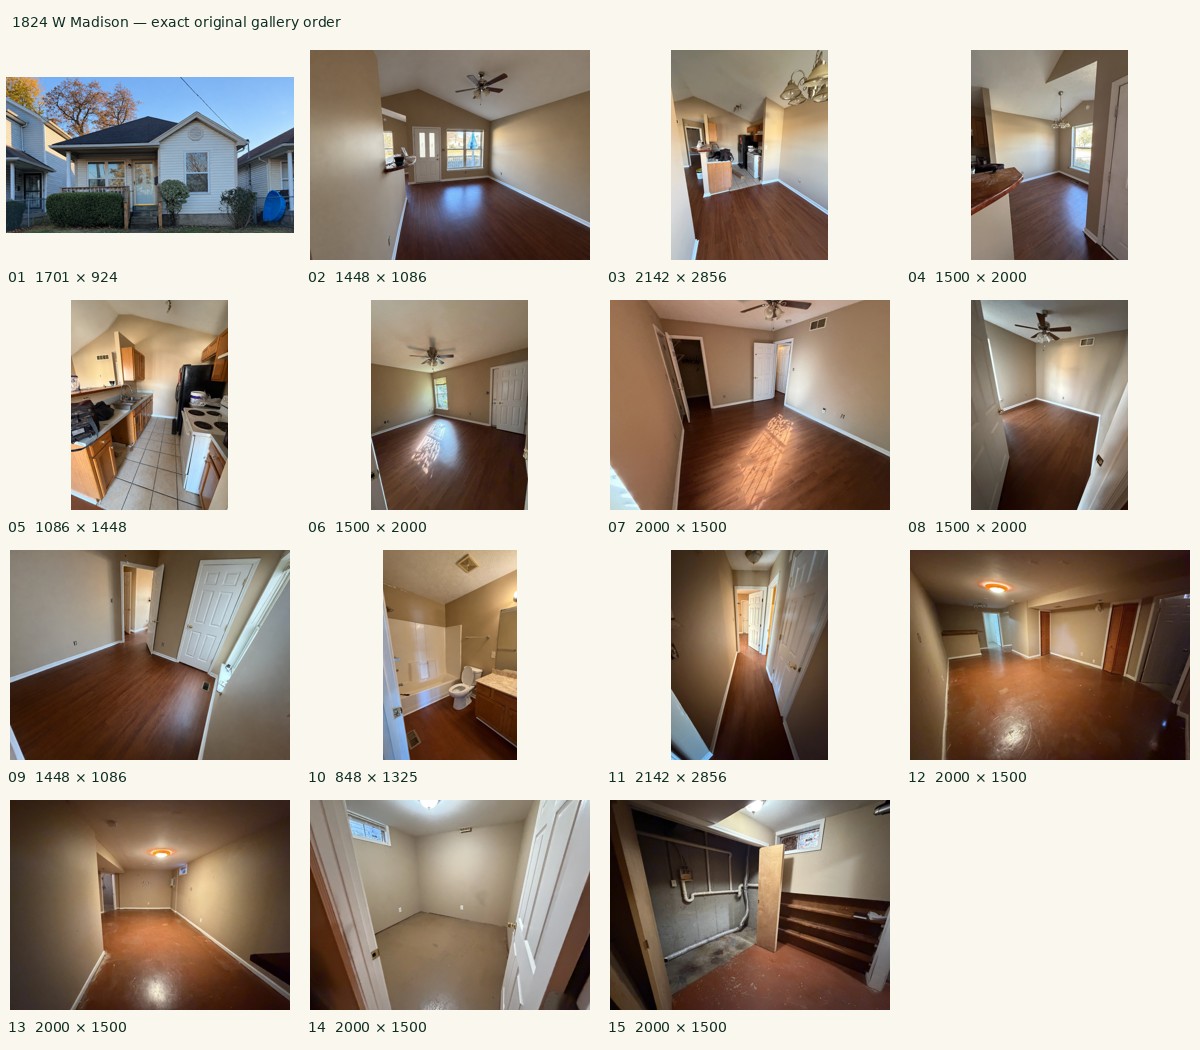 1824 W Madison — exact original gallery order
01 1701 × 924
02 1448 × 1086
03 2142 × 2856
04 1500 × 2000
05 1086 × 1448
06 1500 × 2000
07 2000 × 1500
08 1500 × 2000
09 1448 × 1086
10 848 × 1325
11 2142 × 2856
12 2000 × 1500
13 2000 × 1500
14 2000 × 1500
15 2000 × 1500